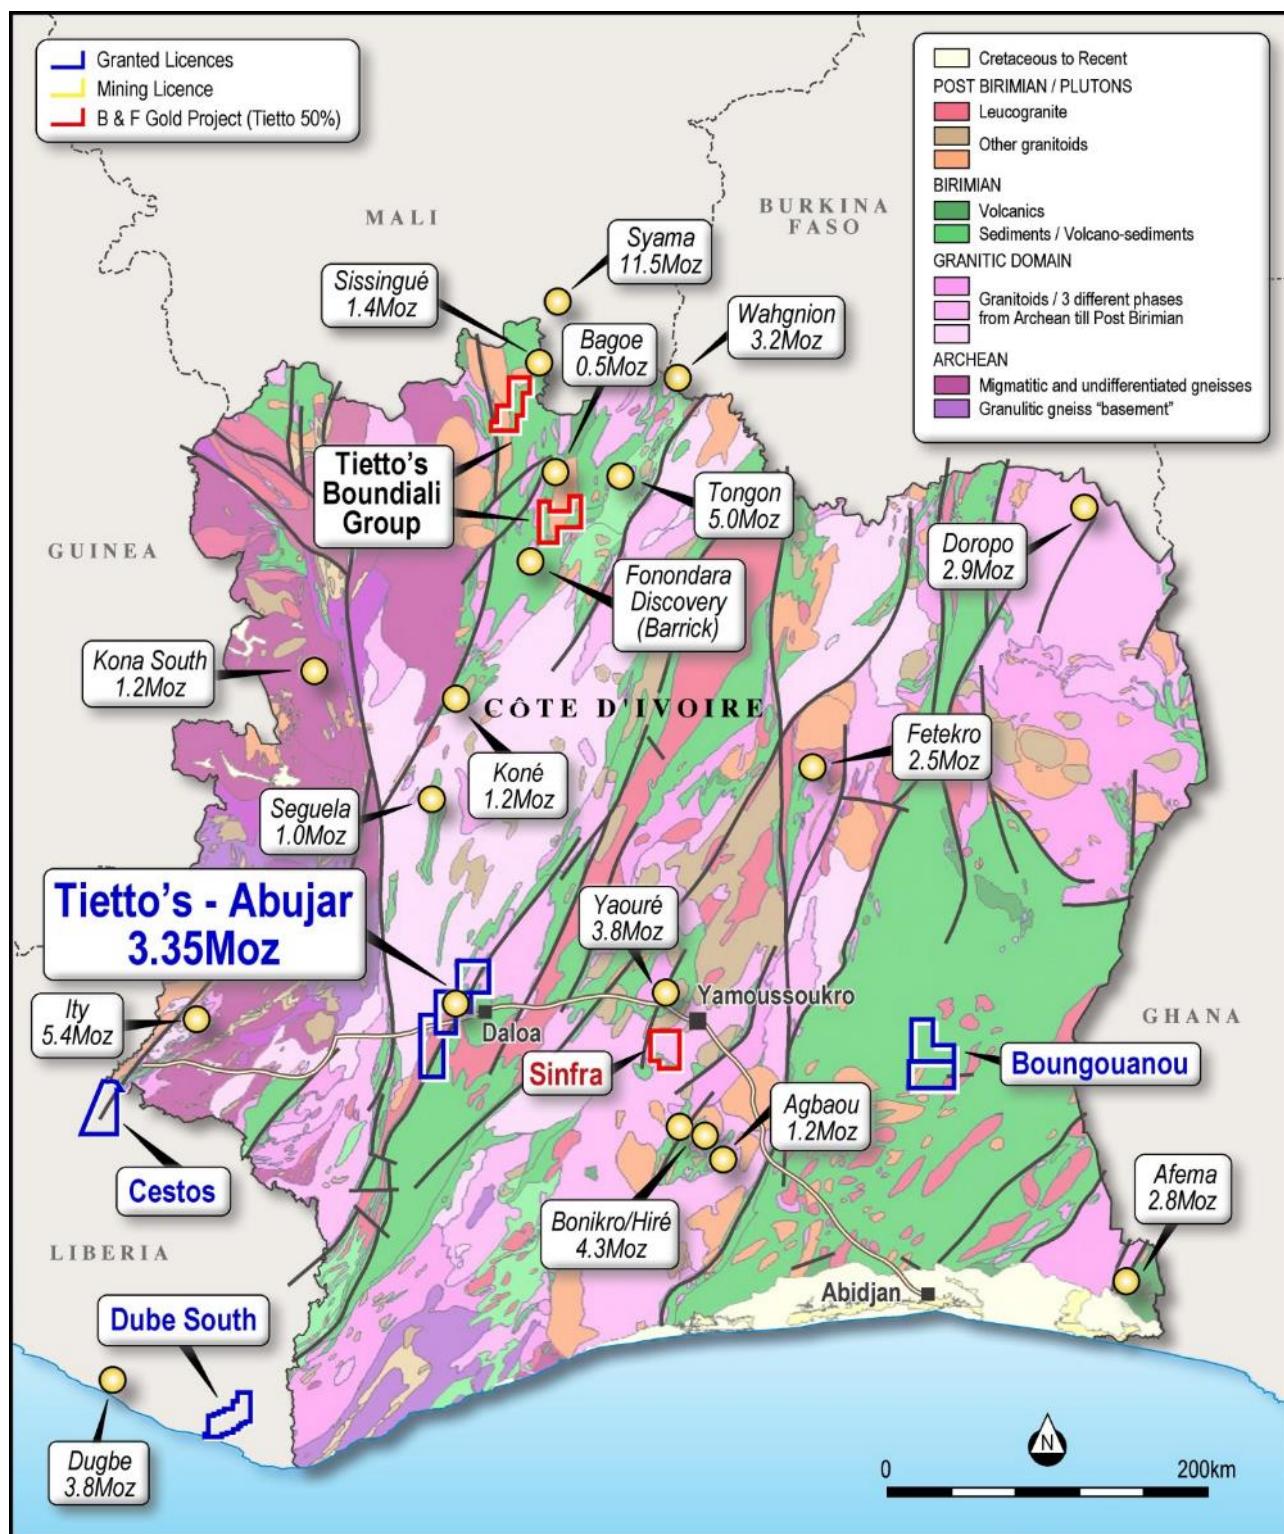 Granted Licences
Mining Licence
B & F Gold Project (Tietto 50%)
Cretaceous to Recent
POST BIRIMIAN / PLUTONS
Leucogranite
Other granitoids
BIRIMIAN
Volcanics
Sediments / Volcano-sediments
GRANITIC DOMAIN
Granitoids / 3 different phases
from Archean till Post Birimian
ARCHEAN
Migmatitic and undifferentiated gneisses
Granulitic gneiss “basement”
MALI
BURKINA
FASO
Syama
11.5Moz
Sissingué
1.4Moz
Bagoe
0.5Moz
Wahgnion
3.2Moz
Tietto’s
Boundiali
Group
Tongon
5.0Moz
Doropo
2.9Moz
GUINEA
Fonondara
Discovery
(Barrick)
Kona South
1.2Moz
CÔTE D'IVOIRE
Koné
1.2Moz
Fetekro
2.5Moz
Seguela
1.0Moz
Tietto’s - Abujar
3.35Moz
Yaouré
3.8Moz
Ity
5.4Moz
Daloa
Yamoussoukro
GHANA
Sinfra
Boungouanou
Agbaou
1.2Moz
Cestos
Bonikro/Hiré
4.3Moz
Afema
2.8Moz
LIBERIA
Abidjan
Dube South
Dugbe
3.8Moz
N
0
200km